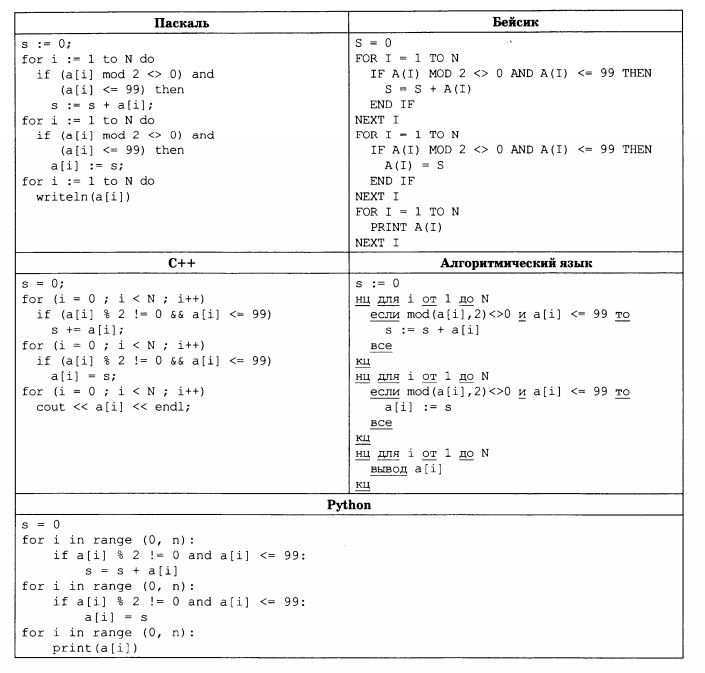 Паскаль
s := 0;
for i := 1 to N do
if (a[i] mod 2 <> 0) and
(a[i] <= 99) then
s := s + a[i];
for i := 1 to N do
if (a[i] mod 2 <> 0) and
(a[i] <= 99) then
a[i] := s;
for i := 1 to N do
writeln(a[i])
Бейсик
S = 0
FOR I = 1 TO N
IF A(I) MOD 2 <> 0 AND A(I) <= 99 THEN
S = S + A(I)
END IF
NEXT I
FOR I = 1 TO N
IF A(I) MOD 2 <> 0 AND A(I) <= 99 THEN
A(I) = S
END IF
NEXT I
FOR I = 1 TO N
PRINT A(I)
NEXT I
С++
s = 0;
for (i = 0 ; i < N ; i++)
if (a[i] % 2 != 0 && a[i] <= 99)
s += a[i];
for (i = 0 ; i < N ; i++)
if (a[i] % 2 != 0 && a[i] <= 99)
a[i] = s;
for (i = 0 ; i < N ; i++)
cout << a[i] << endl;
Алгоритмический язык
s := 0
нц для i от 1 до N
если mod(a[i],2)<>0 и a[i] <= 99 то
s := s + a[i]
все
кц
нц для i от 1 до N
если mod(a[i],2)<>0 и a[i] <= 99 то
a[i] := s
все
кц
нц для i от 1 до N
вывод a[i]
кц
Python
s = 0
for i in range (0, n):
if a[i] % 2 != 0 and a[i] <= 99:
s = s + a[i]
for i in range (0, n):
if a[i] % 2 != 0 and a[i] <= 99:
a[i] = s
for i in range (0, n):
print(a[i])